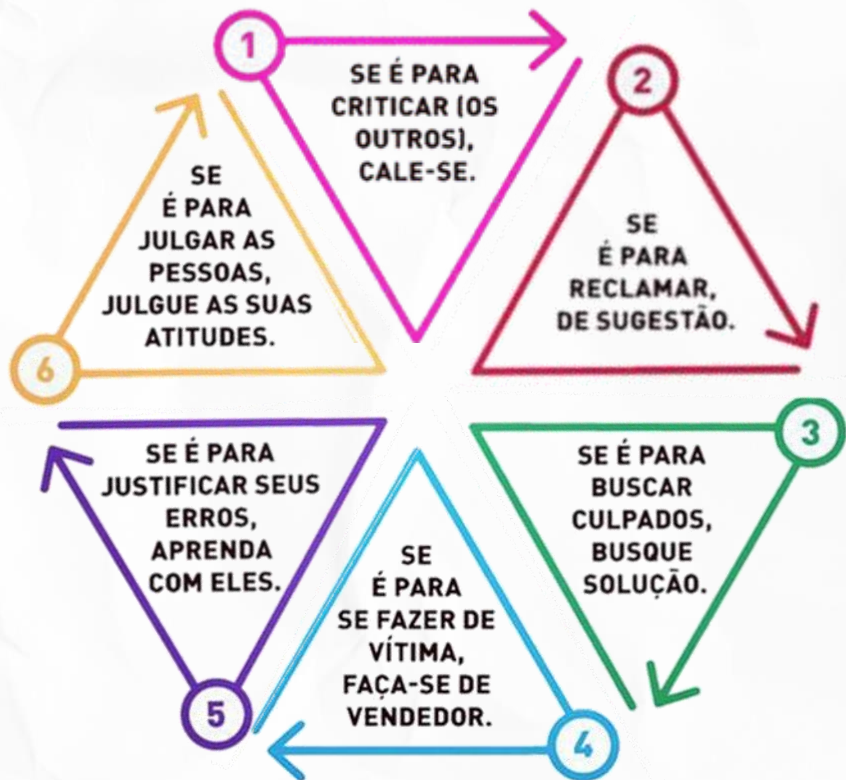 1
SE É PARA
CRITICAR (OS
OUTROS),
CALE-SE.
2
SE
É PARA
RECLAMAR,
DE SUGESTÃO.
3
SE É PARA
BUSCAR
CULPADOS,
BUSQUE
SOLUÇÃO.
4
SE
É PARA
SE FAZER DE
VÍTIMA,
FAÇA-SE DE
VENDEDOR.
5
SE É PARA
JUSTIFICAR SEUS
ERROS,
APRENDA
COM ELES.
6
SE
É PARA
JULGAR AS
PESSOAS,
JULGUE AS SUAS
ATITUDES.